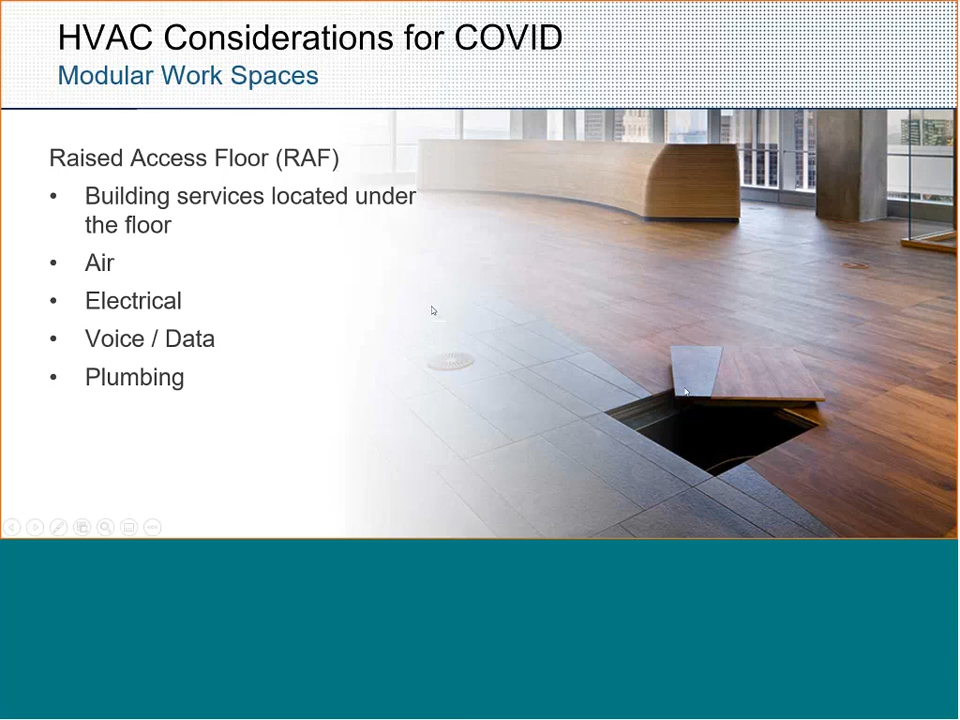 HVAC Considerations for COVID
Modular Work Spaces
Raised Access Floor (RAF)
• Building services located under
the floor
• Air
• Electrical
• Voice / Data
• Plumbing